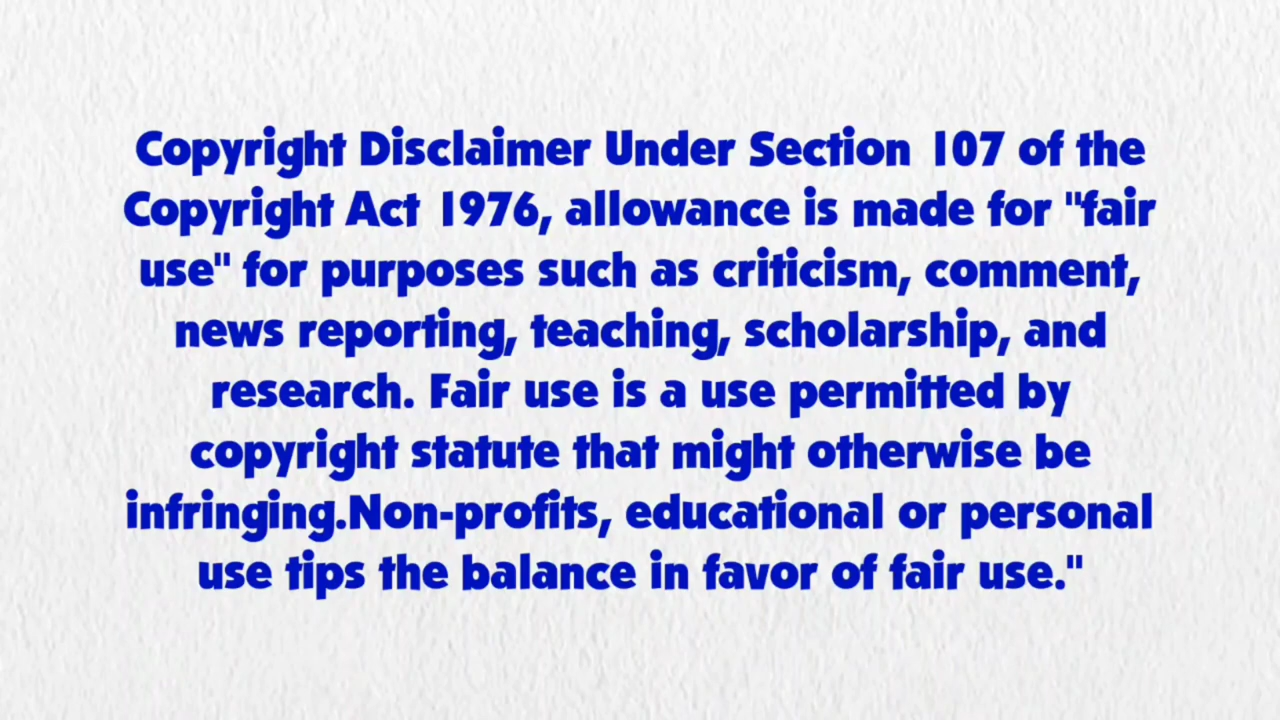 Copyright Disclaimer Under Section 107 of the
Copyright Act 1976, allowance is made for "fair
use" for purposes such as criticism, comment,
news reporting, teaching, scholarship, and
research. Fair use is a use permitted by
copyright statute that might otherwise be
infringing.Non-profits, educational or personal
use tips the balance in favor of fair use."